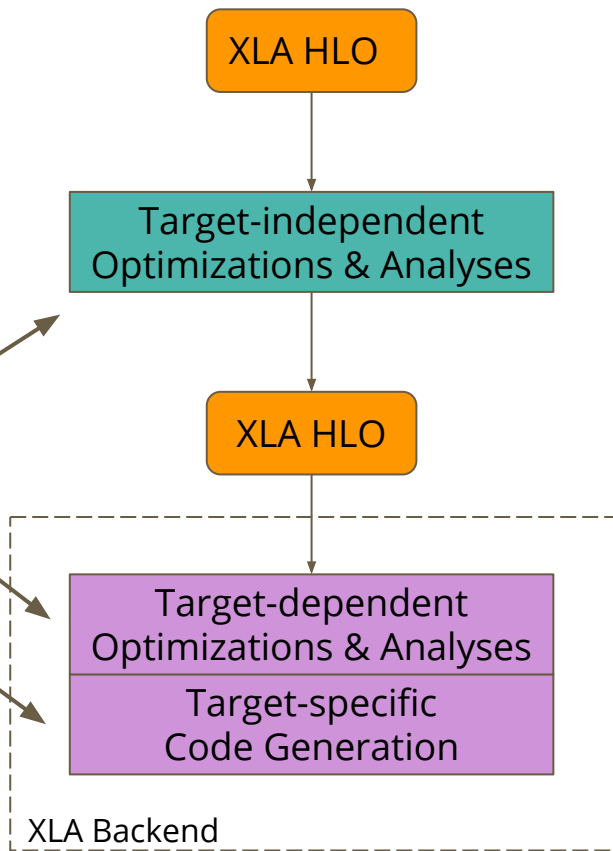 XLA HLO
Target-independent
Optimizations & Analyses
XLA HLO
Target-dependent
Optimizations & Analyses
Target-specific
Code Generation
XLA Backend